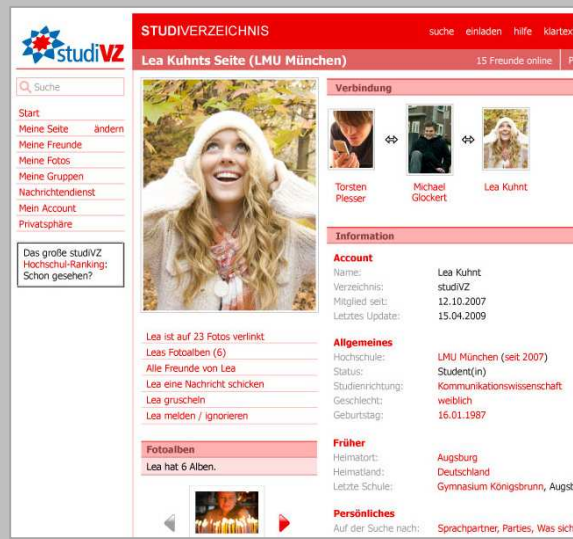 studiVZ
STUDIVERZEICHNIS
suche einladen hilfe klartex
Lea Kuhnts Seite (LMU München)
15 Freunde online
Suche
Start
Meine Seite ändern
Meine Freunde
Meine Fotos
Meine Gruppen
Nachrichtendienst
Mein Account
Privatsphäre
Das große studiVZ
Hochschul-Ranking:
Schon gesehen?
Lea ist auf 23 Fotos verlinkt
Leas Fotoalben (6)
Alle Freunde von Lea
Lea eine Nachricht schicken
Lea gruscheln
Lea melden / ignorieren
Fotoalben
Lea hat 6 Alben.
Verbindung
Torsten Plesser
Michael Glockert
Lea Kuhnt
Information
Account
Name: Lea Kuhnt
Verzeichnis: studiVZ
Mitglied seit: 12.10.2007
Letztes Update: 15.04.2009
Allgemeines
Hochschule: LMU München (seit 2007)
Status: Student(in)
Studienrichtung: Kommunikationswissenschaft
Geschlecht: weiblich
Geburtstag: 16.01.1987
Früher
Heimatort: Augsburg
Heimatland: Deutschland
Letzte Schule: Gymnasium Königsbrunn, Augsb
Persönliches
Auf der Suche nach: Sprachpartner, Parties, Was sich